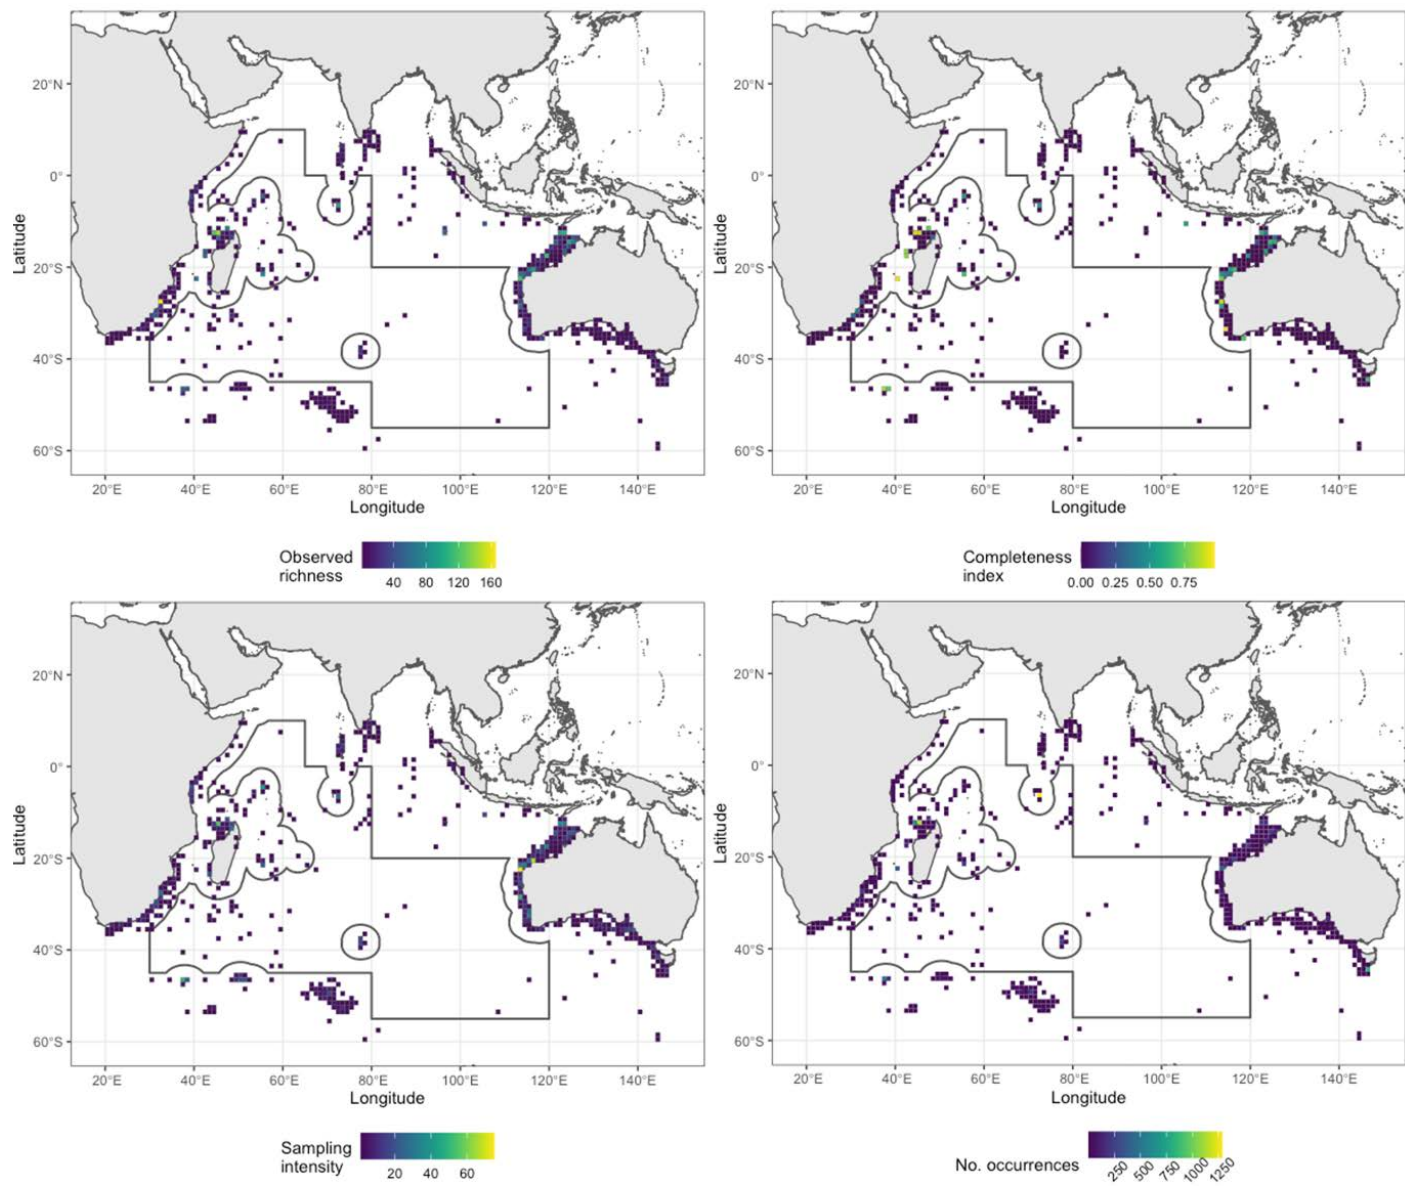 20°N
0°
20°S
40°S
60°S
Latitude
20°E 40°E 60°E 80°E 100°E 120°E 140°E
Longitude
Observed
richness
40 80 120 160
20°N
0°
20°S
40°S
60°S
Latitude
20°E 40°E 60°E 80°E 100°E 120°E 140°E
Longitude
Completeness
index
0.00 0.25 0.50 0.75
20°N
0°
20°S
40°S
60°S
Latitude
20°E 40°E 60°E 80°E 100°E 120°E 140°E
Longitude
Sampling
intensity
20 40 60
20°N
0°
20°S
40°S
60°S
Latitude
20°E 40°E 60°E 80°E 100°E 120°E 140°E
Longitude
No. occurrences
250 500 750 1000 1250